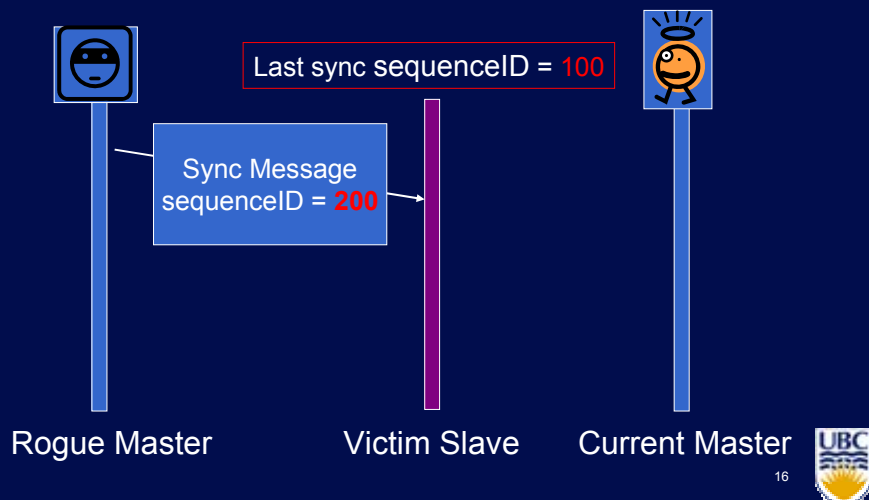 Last sync sequenceID = 100
Sync Message
sequenceID = 200
Rogue Master
Victim Slave
Current Master
16
UBC